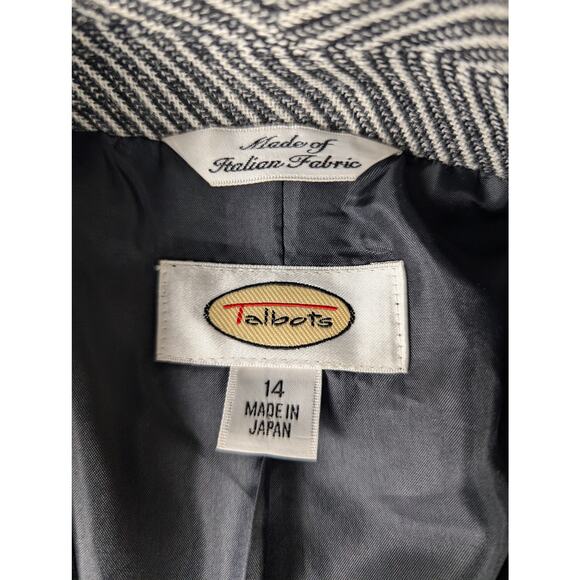 Made of
Italian Fabric
Talbots
14
MADE IN
JAPAN